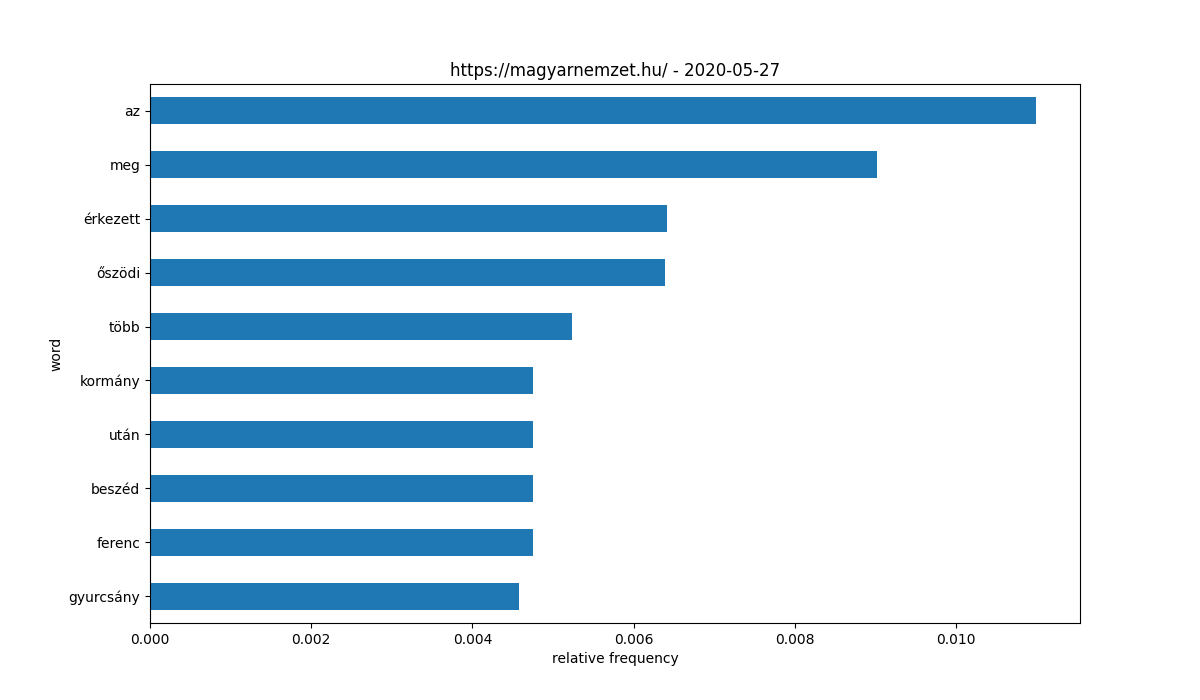 https://magyarnemzet.hu/ - 2020-05-27
az
meg
érkezett
őszödi
több
kormány
után
beszéd
ferenc
gyurcsány
word
0.000 0.002 0.004 0.006 0.008 0.010
relative frequency